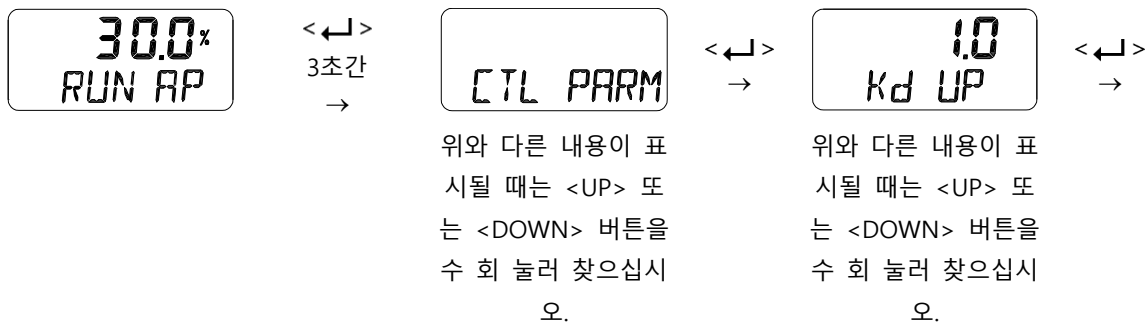 30.0%
RUN AP
< ↵ >
3초간
→
CTL PARM
< ↵ >
→
1.0
Kd UP
< ↵ >
→
위와 다른 내용이 표
시될 때는 <UP> 또
는 <DOWN> 버튼을
수 회 눌러 찾으십시
오.
위와 다른 내용이 표
시될 때는 <UP> 또
는 <DOWN> 버튼을
수 회 눌러 찾으십시
오.